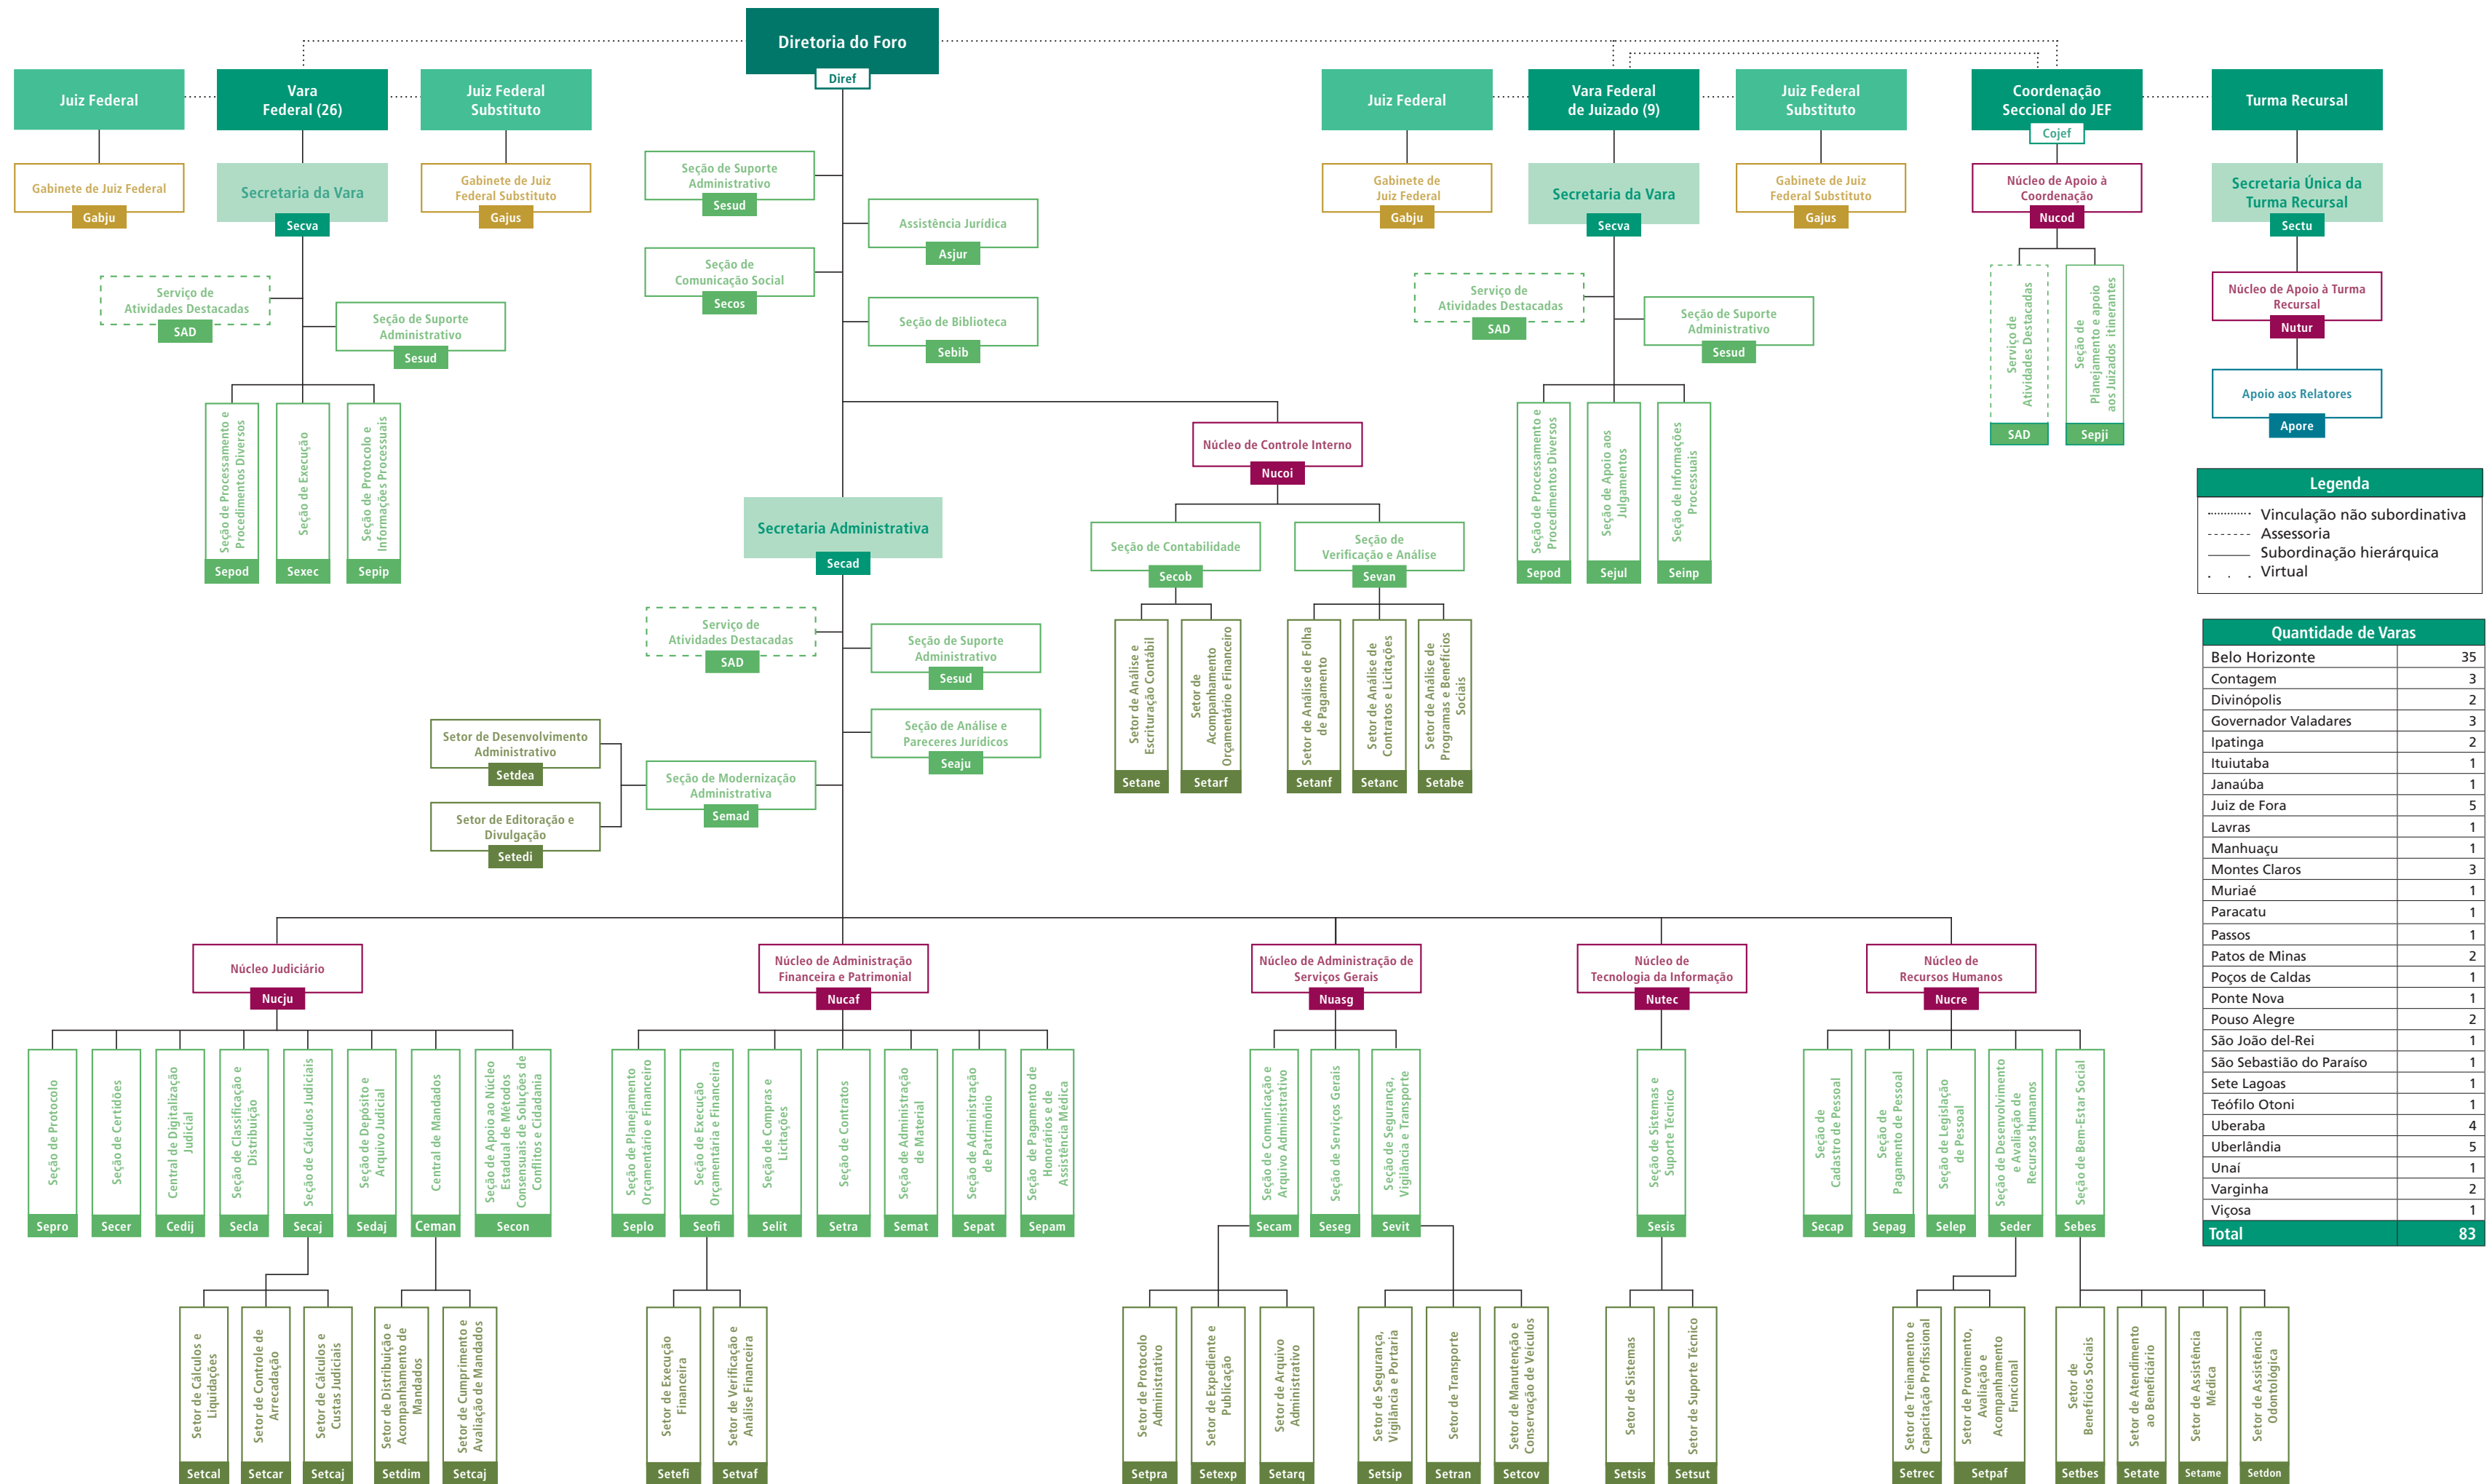 Diretoria do Foro
Diref
Juiz Federal
Gabinete de Juiz Federal
Gabju
Vara
Federal (26)
Secretaria da Vara
Secva
Juiz Federal
Substituto
Gabinete de Juiz
Federal Substituto
Gajus
Serviço de
Atividades Destacadas
SAD
Seção de Suporte
Administrativo
Sesud
Seção de Processamento e
Procedimentos Diversos
Sepod
Seção de Execução
Sexec
Seção de Protocolo e
Informações Processuais
Sepip
Seção de Suporte
Administrativo
Sesud
Assistência Jurídica
Asjur
Seção de
Comunicação Social
Secos
Seção de Biblioteca
Sebib
Juiz Federal
Gabinete de
Juiz Federal
Gabju
Vara Federal
de Juizado (9)
Secretaria da Vara
Secva
Juiz Federal
Substituto
Gabinete de Juiz
Federal Substituto
Gajus
Serviço de
Atividades Destacadas
SAD
Seção de Suporte
Administrativo
Sesud
Seção de Processamento e
Procedimentos Diversos
Sepod
Seção de Apoio aos
Julgamentos
Sejul
Seção de Informações
Processuais
Seinp
Coordenação
Seccional do JEF
Cojef
Núcleo de Apoio à
Coordenação
Nucod
Serviço de
Atividades Destacadas
SAD
Seção de
Planejamento e apoio
aos Juizados itinerantes
Sepji
Turma Recursal
Secretaria Única da
Turma Recursal
Sectu
Núcleo de Apoio à Turma
Recursal
Nutur
Apoio aos Relatores
Apore
Legenda
Vinculação não subordinativa
Assessoria
Subordinação hierárquica
Virtual
Núcleo de Controle Interno
Nucoi
Seção de Contabilidade
Secob
Seção de
Verificação e Análise
Sevan
Setor de Análise e
Escrituração Contábil
Setane
Setor de
Acompanhamento
Orçamentário e Financeiro
Setarf
Setor de Análise de Folha
de Pagamento
Setanf
Setor de Análise de
Contratos e Licitações
Setanc
Setor de Análise de
Programas e Benefícios
Sociais
Setabe
Secretaria Administrativa
Secad
Serviço de
Atividades Destacadas
SAD
Seção de Suporte
Administrativo
Sesud
Seção de Análise e
Pareceres Jurídicos
Seaju
Seção de Modernização
Administrativa
Semad
Setor de Desenvolvimento
Administrativo
Setdea
Setor de Editoração e
Divulgação
Setedi
Quantidade de Varas
Belo Horizonte 35
Contagem 3
Divinópolis 2
Governador Valadares 3
Ipatinga 2
Ituiutaba 1
Janaúba 1
Juiz de Fora 5
Lavras 1
Manhuaçu 1
Montes Claros 3
Muriaé 1
Paracatu 1
Passos 1
Patos de Minas 2
Poços de Caldas 1
Ponte Nova 1
Pouso Alegre 2
São João del-Rei 1
São Sebastião do Paraíso 1
Sete Lagoas 1
Teófilo Otoni 1
Uberaba 4
Uberlândia 5
Unaí 1
Varginha 2
Viçosa 1
Total 83
Núcleo Judiciário
Nucju
Seção de Protocolo
Sepro
Seção de Certidões
Secer
Central de Digitalização
Judicial
Cedij
Seção de Classificação e
Distribuição
Secla
Seção de Cálculos Judiciais
Secaj
Seção de Depósito e
Arquivo Judicial
Sedaj
Central de Mandados
Ceman
Seção de Apoio ao Núcleo
Estadual de Métodos
Consensuais de Soluções de
Conflitos e Cidadania
Secon
Setor de Cálculos e
Liquidações
Setcal
Setor de Controle de
Arrecadação
Setcar
Setor de Cálculos e
Custas Judiciais
Setcaj
Setor de Distribuição e
Acompanhamento de
Mandados
Setdim
Setor de Cumprimento e
Avaliação de Mandados
Setcaj
Núcleo de Administração
Financeira e Patrimonial
Nucaf
Seção de Planejamento
Orçamentário e Financeiro
Seplo
Seção de Execução
Orçamentária e Financeira
Seofi
Seção de Compras e
Licitações
Selit
Seção de Contratos
Setra
Seção de Administração
de Material
Semat
Seção de Administração
de Patrimônio
Sepat
Seção de Pagamento de
Honorários e de
Assistência Médica
Sepam
Setor de Execução
Financeira
Setefi
Setor de Verificação e
Análise Financeira
Setvaf
Núcleo de Administração de
Serviços Gerais
Nuasg
Seção de Comunicação e
Arquivo Administrativo
Secam
Seção de Serviços Gerais
Seseg
Seção de Segurança,
Vigilância e Transporte
Sevit
Setor de Protocolo
Administrativo
Setpra
Setor de Expediente e
Publicação
Setexp
Setor de Arquivo
Administrativo
Setarq
Setor de Segurança,
Vigilância e Portaria
Setsip
Setor de Transporte
Setran
Setor de Manutenção e
Conservação de Veículos
Setcov
Núcleo de
Tecnologia da Informação
Nutec
Seção de Sistemas e
Suporte Técnico
Sesis
Setor de Sistemas
Setsis
Setor de Suporte Técnico
Setsut
Núcleo de
Recursos Humanos
Nucre
Seção de
Cadastro de Pessoal
Secap
Seção de
Pagamento de Pessoal
Sepag
Seção de Legislação
de Pessoal
Selep
Seção de Desenvolvimento
e Avaliação de
Recursos Humanos
Seder
Seção de Bem-Estar Social
Sebes
Setor de Treinamento e
Capacitação Profissional
Setrec
Setor de Provimento,
Avaliação e
Acompanhamento
Funcional
Setpaf
Setor de
Benefícios Sociais
Setbes
Setor de Atendimento
ao Beneficiário
Setate
Setor de Assistência
Médica
Setame
Setor de Assistência
Odontológica
Setdon